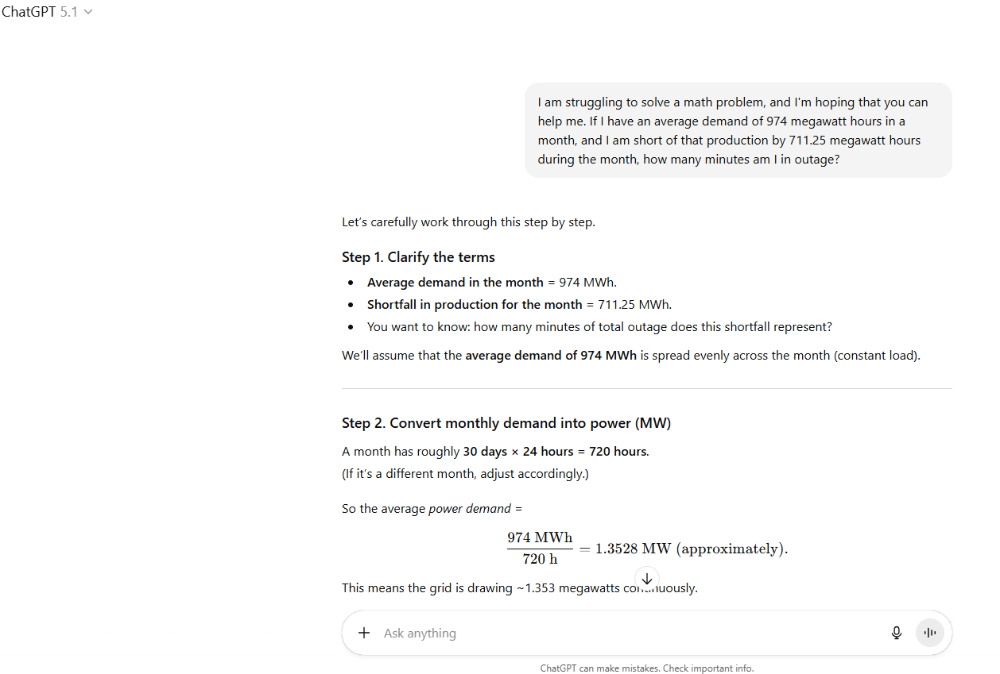 ChatGPT 5.1
I am struggling to solve a math problem, and I'm hoping that you can
help me. If I have an average demand of 974 megawatt hours in a
month, and I am short of that production by 711.25 megawatt hours
during the month, how many minutes am I in outage?
Let's carefully work through this step by step.
Step 1. Clarify the terms
• Average demand in the month = 974 MWh.
• Shortfall in production for the month = 711.25 MWh.
• You want to know: how many minutes of total outage does this shortfall represent?
We'll assume that the average demand of 974 MWh is spread evenly across the month (constant load).
Step 2. Convert monthly demand into power (MW)
A month has roughly 30 days × 24 hours = 720 hours.
(If it's a different month, adjust accordingly.)
So the average power demand =
974 MWh
720 h
= 1.3528 MW (approximately).
This means the grid is drawing ~1.353 megawatts continuously.
Ask anything
ChatGPT can make mistakes. Check important info.